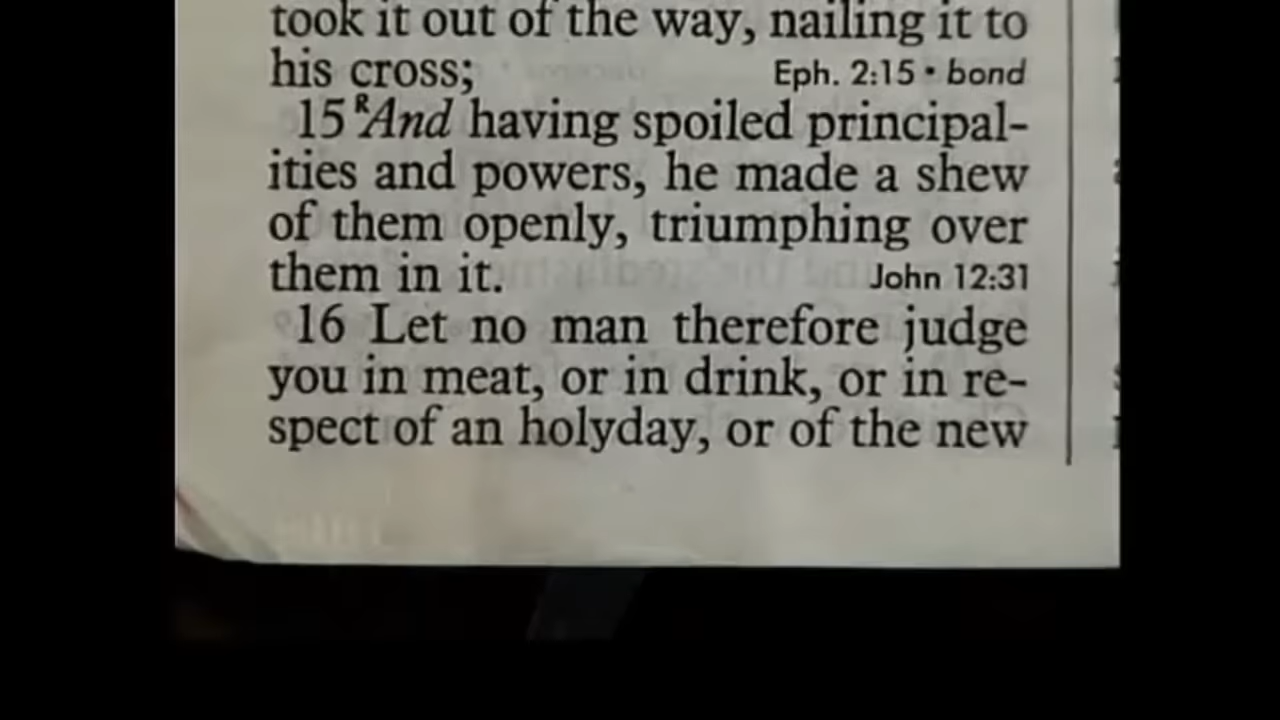 took it out of the way, nailing it to
his cross; Eph. 2:15 • bond
15 ᴿAnd having spoiled principal-
ities and powers, he made a shew
of them openly, triumphing over
them in it. John 12:31
16 Let no man therefore judge
you in meat, or in drink, or in re-
spect of an holyday, or of the new